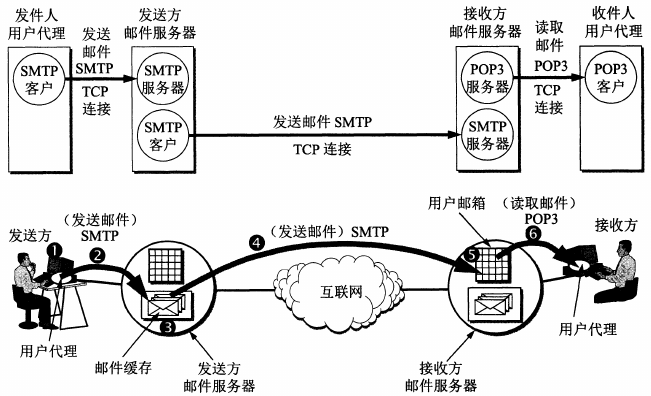 发件人
用户代理
发送方
邮件服务器
接收方
邮件服务器
收件人
用户代理
发送
邮件
SMTP
TCP
连接
读取
邮件
POP3
TCP
连接
SMTP
客户
SMTP
服务器
POP3
服务器
POP3
客户
SMTP
客户
发送邮件 SMTP
TCP 连接
SMTP
服务器
发送方
（发送邮件）
SMTP
（发送邮件）SMTP
用户邮箱
（读取邮件）
POP3
接收方
1
2
3
4
5
6
互联网
用户代理
邮件缓存
发送方
邮件服务器
接收方
邮件服务器
用户代理